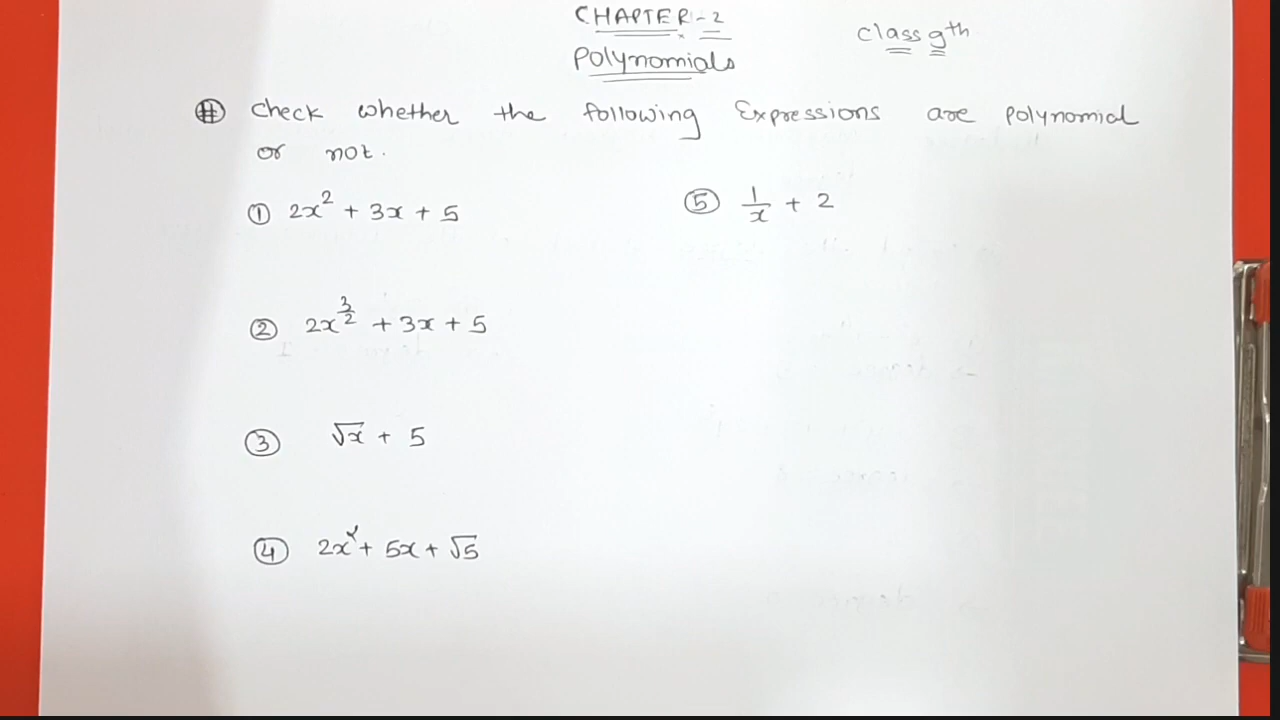 CHAPTER-2
Polynomials
Class 9th
# Check whether the following Expressions are polynomial
or not.
① 2x² + 3x + 5
② 2x^(3/2) + 3x + 5
③ √x + 5
④ 2x² + 5x + √5
⑤ 1/x + 2